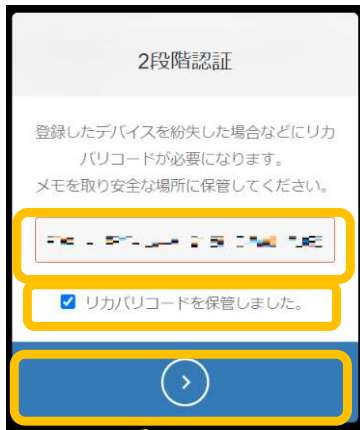 2段階認証
登録したデバイスを紛失した場合などにリカ
バリコードが必要になります。
メモを取り安全な場所に保管してください。
リカバリコードを保管しました。